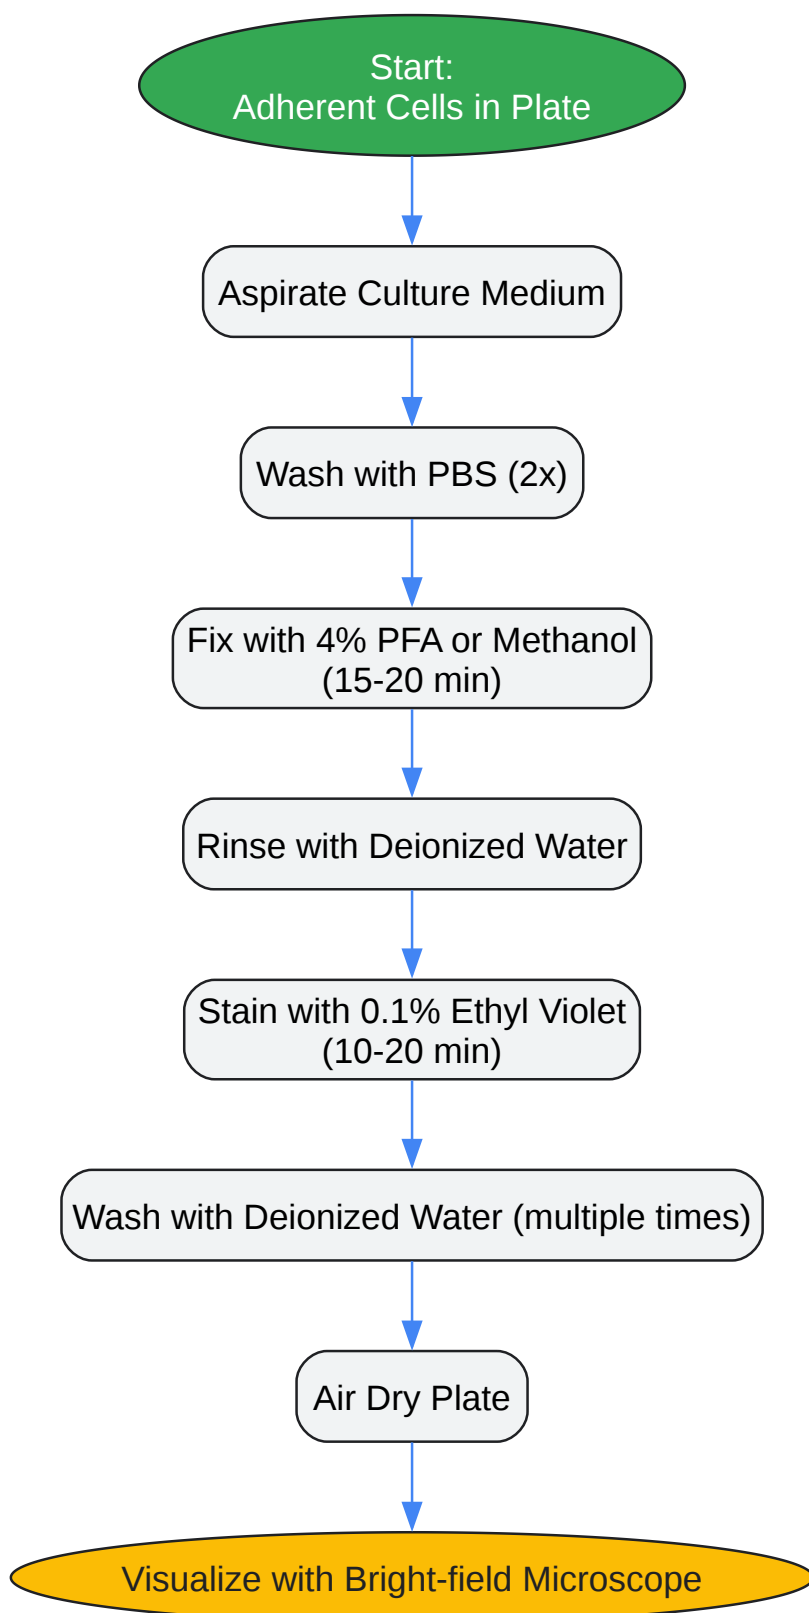 Start:
Adherent Cells in Plate
Aspirate Culture Medium
Wash with PBS (2x)
Fix with 4% PFA or Methanol
(15-20 min)
Rinse with Deionized Water
Stain with 0.1% Ethyl Violet
(10-20 min)
Wash with Deionized Water (multiple times)
Air Dry Plate
Visualize with Bright-field Microscope